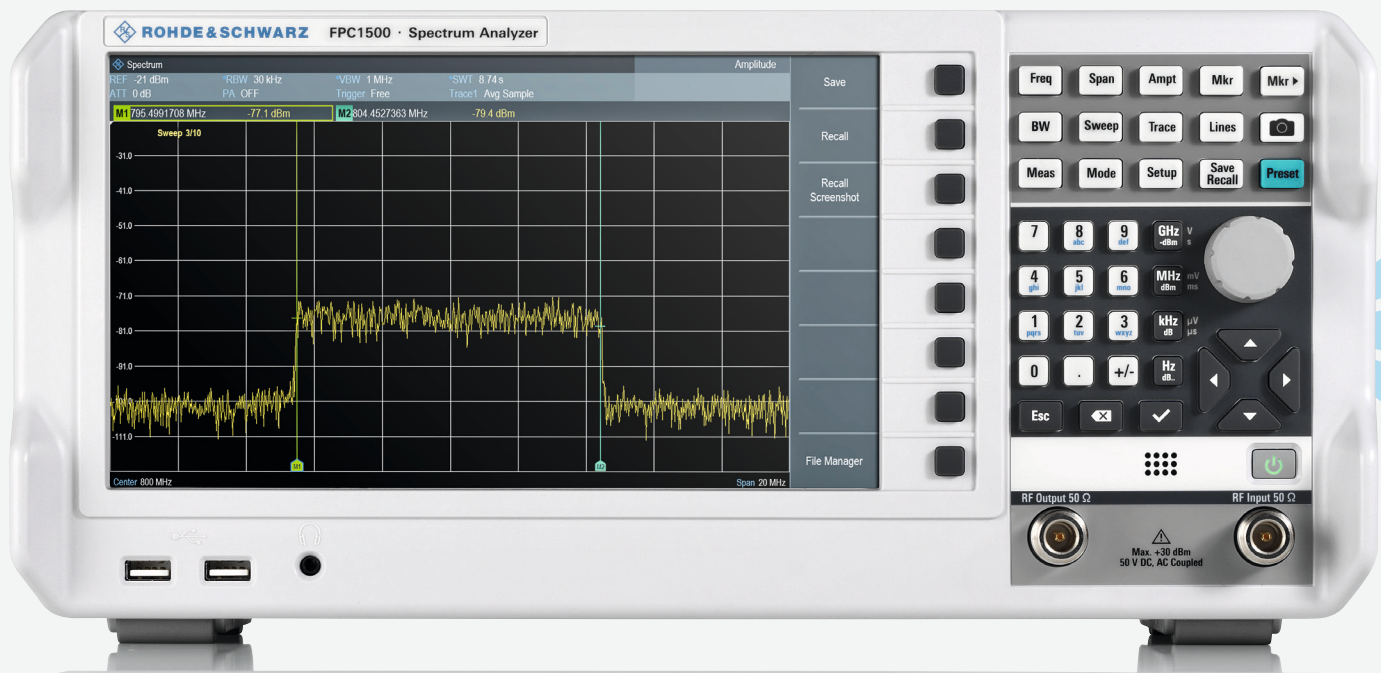 ROHDE&SCHWARZ FPC1500 · Spectrum Analyzer
Spectrum Amplitude
REF -21 dBm *RBW 30 kHz *VBW 1 MHz *SWT 8.74 s
ATT 0 dB PA OFF Trigger Free Trace1 Avg Sample
M1 795.4991708 MHz -77.1 dBm M2 804.4527363 MHz -79.4 dBm
Sweep 3/10
-31.0
-41.0
-51.0
-61.0
-71.0
-81.0
-91.0
-111.0
M1 M2
Center 800 MHz Span 20 MHz
Save
Recall
Recall
Screenshot
File Manager
Freq Span Ampt Mkr Mkr
BW Sweep Trace Lines
Meas Mode Setup Save Recall Preset
7 8 abc 9 def GHz -dBm V s
4 ghi 5 jkl 6 mno MHz dBm mV ms
1 pqrs 2 tuv 3 wxyz kHz dB µV µs
0 . +/- Hz dB..
Esc
RF Output 50 Ω RF Input 50 Ω
Max. +30 dBm
50 V DC, AC Coupled